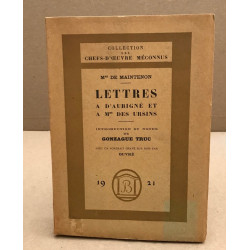 COLLECTION
DES
CHEFS-D'ŒUVRE MÉCONNUS
Mme DE MAINTENON
LETTRES
A D'AUBIGNÉ ET
A Mme DES URSINS
INTRODUCTION ET NOTES
DE
GONZAGUE TRUC
19
21